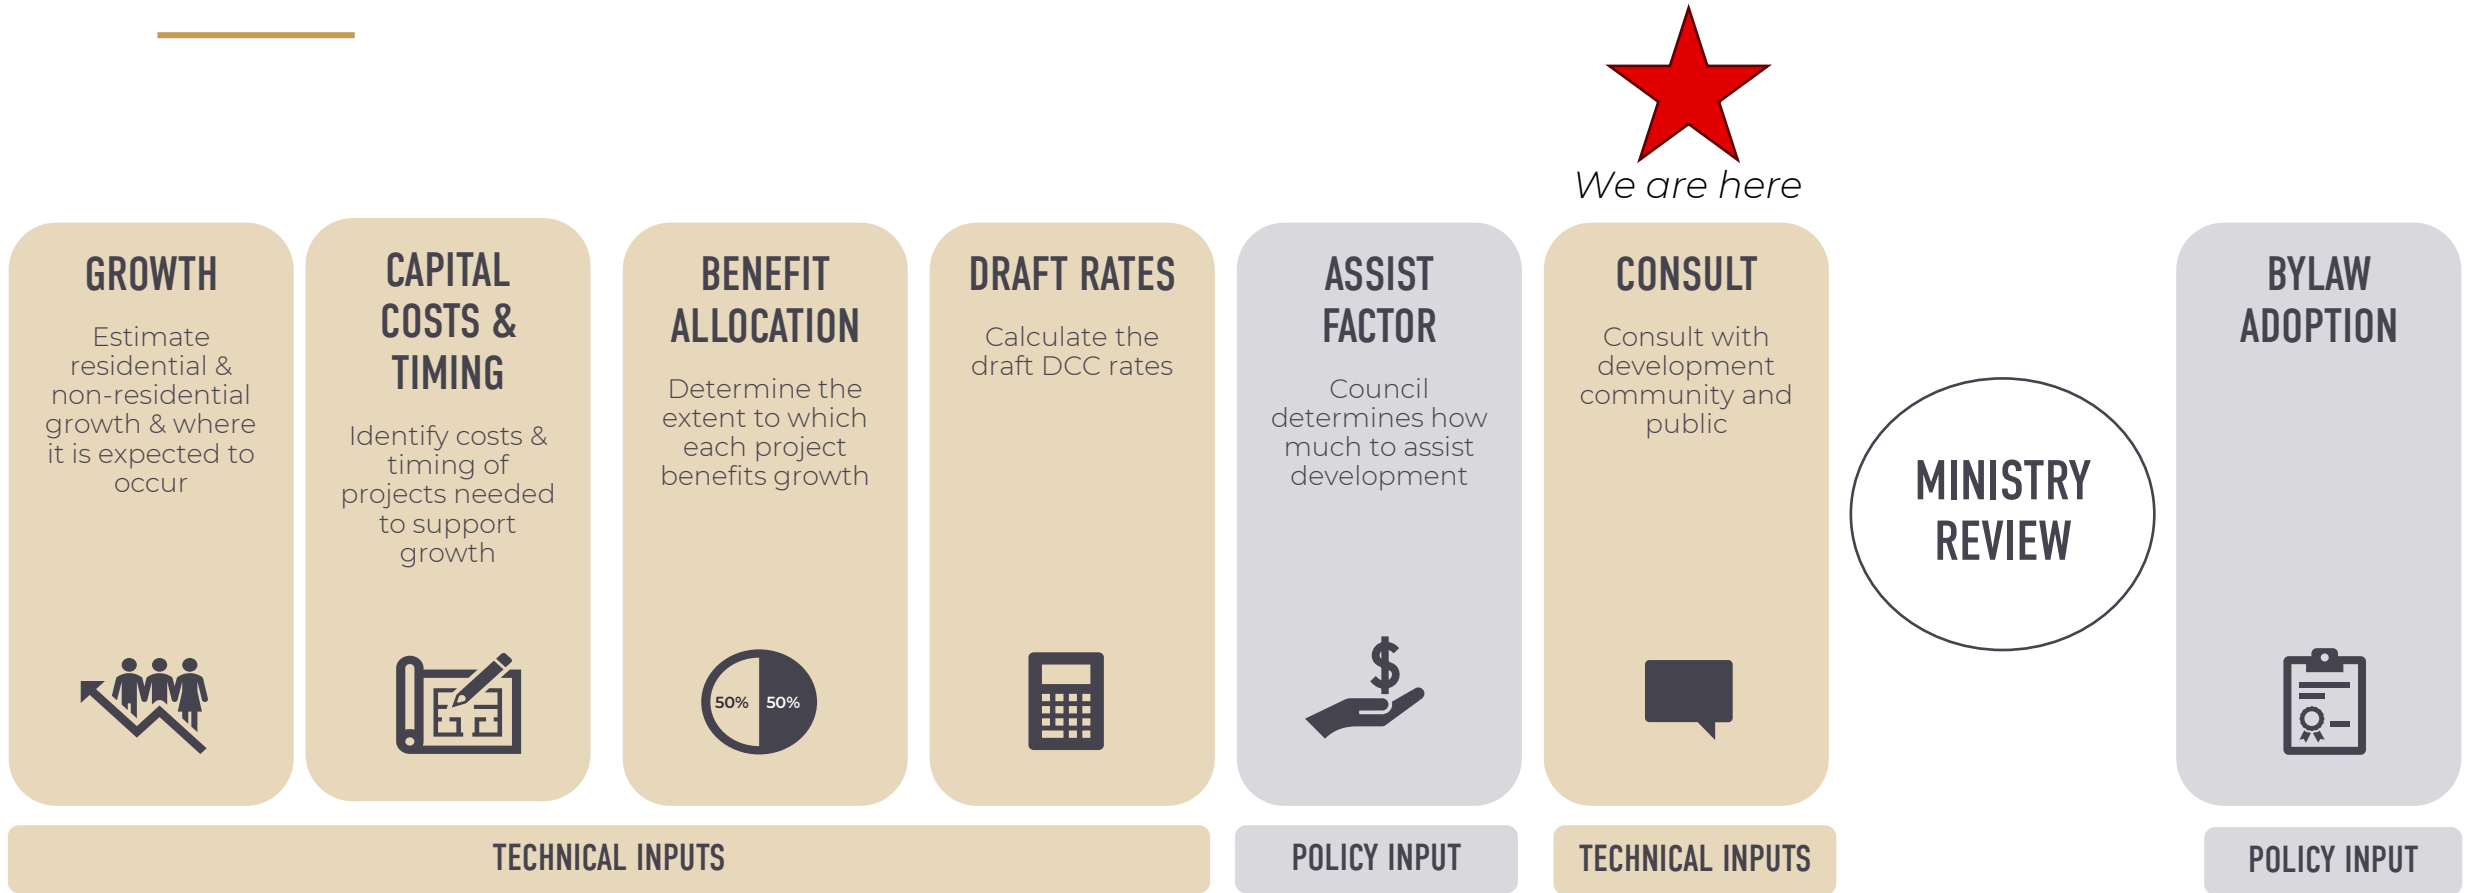 We are here
GROWTH
Estimate
residential &
non-residential
growth & where
it is expected to
occur
CAPITAL
COSTS &
TIMING
Identify costs &
timing of
projects needed
to support
growth
BENEFIT
ALLOCATION
Determine the
extent to which
each project
benefits growth
50% 50%
DRAFT RATES
Calculate the
draft DCC rates
ASSIST
FACTOR
Council
determines how
much to assist
development
$
CONSULT
Consult with
development
community and
public
MINISTRY
REVIEW
BYLAW
ADOPTION
TECHNICAL INPUTS
POLICY INPUT
TECHNICAL INPUTS
POLICY INPUT